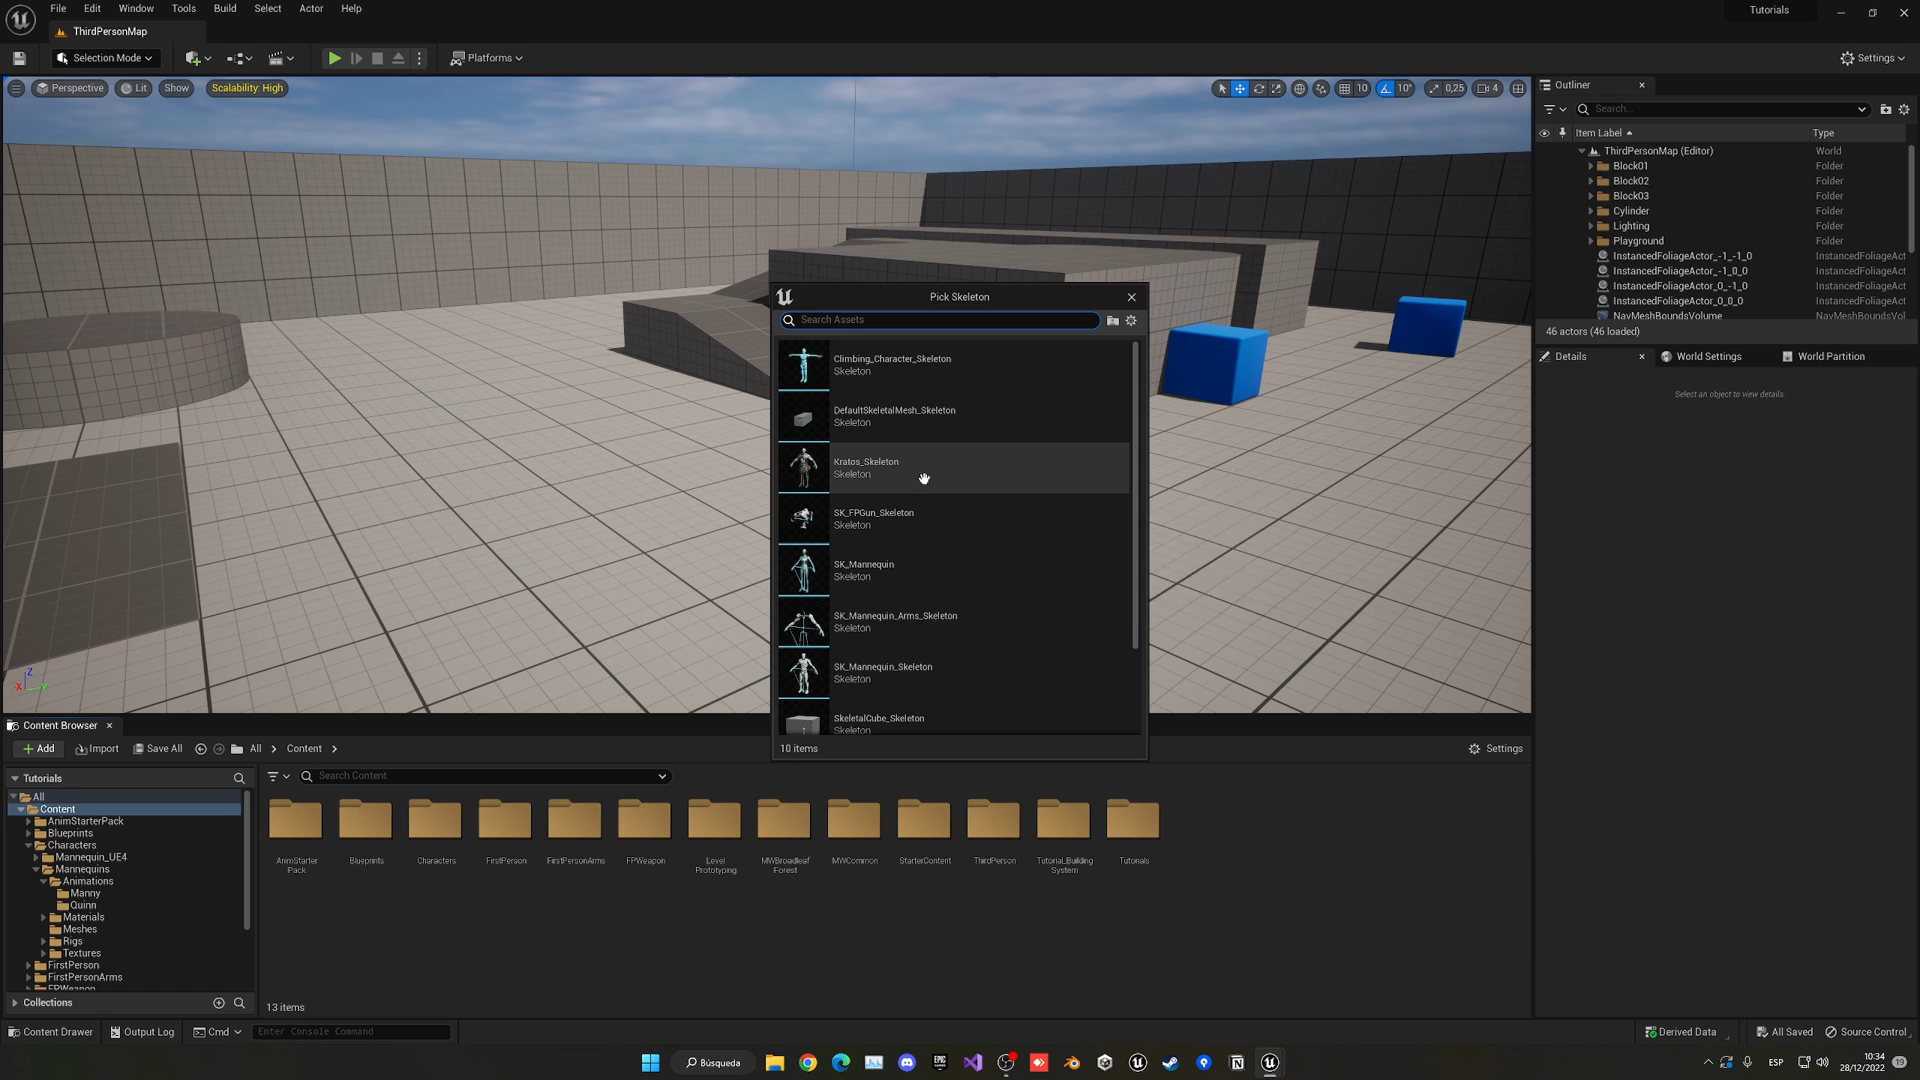 File Edit Window Tools Build Select Actor Help
Tutorials
ThirdPersonMap
Selection Mode
Platforms
Settings
Perspective
Lit
Show
Scalability: High
10
10°
0,25
4
Outliner
Search...
Item Label
Type
ThirdPersonMap (Editor) World
Block01 Folder
Block02 Folder
Block03 Folder
Cylinder Folder
Lighting Folder
Playground Folder
InstancedFoliageActor_-1_-1_0 InstancedFoliageAct
InstancedFoliageActor_-1_0_0 InstancedFoliageAct
InstancedFoliageActor_0_-1_0 InstancedFoliageAct
InstancedFoliageActor_0_0_0 InstancedFoliageAct
NavMeshBoundsVolume NavMeshBoundsVol
46 actors (46 loaded)
Details
World Settings
World Partition
Select an object to view details.
Pick Skeleton
Search Assets
Climbing_Character_Skeleton
Skeleton
DefaultSkeletalMesh_Skeleton
Skeleton
Kratos_Skeleton
Skeleton
SK_FPGun_Skeleton
Skeleton
SK_Mannequin
Skeleton
SK_Mannequin_Arms_Skeleton
Skeleton
SK_Mannequin_Skeleton
Skeleton
SkeletalCube_Skeleton
Skeleton
10 items
Z
X
Y
Content Browser
Add
Import
Save All
All
Content
Settings
Tutorials
Search Content
All
Content
AnimStarterPack
Blueprints
Characters
Mannequin_UE4
Mannequins
Animations
Manny
Quinn
Materials
Meshes
Rigs
Textures
FirstPerson
FirstPersonArms
FPWeapon
Collections
AnimStarter
Pack
Blueprints
Characters
FirstPerson
FirstPersonArms
FPWeapon
Level
Prototyping
MWBroadleaf
Forest
MWCommon
StarterContent
ThirdPerson
Tutorial_Building
System
Tutorials
13 items
Content Drawer
Output Log
Cmd
Enter Console Command
Derived Data
All Saved
Source Control
Búsqueda
EPIC
GAMES
ESP
10:34
28/12/2022
19